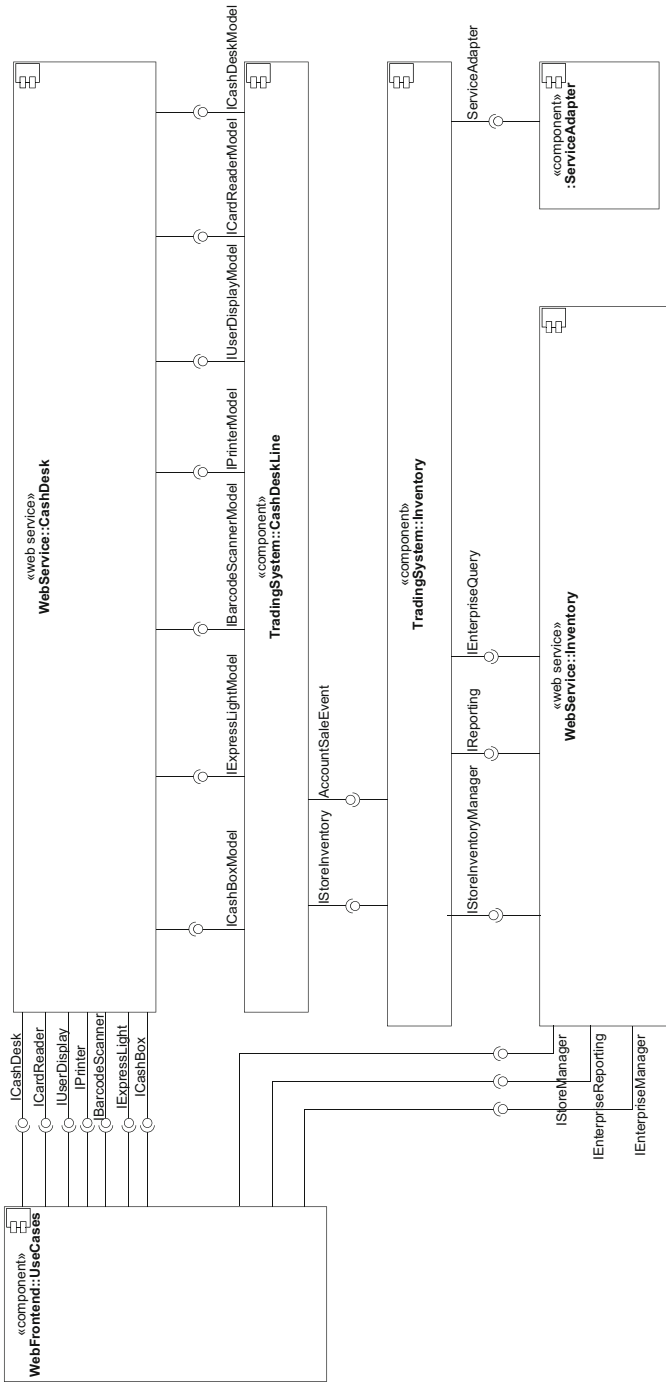 «component»
WebFrontend::UseCases
ICashDesk
ICardReader
IUserDisplay
IPrinter
IBarcodeScanner
IExpressLight
ICashBox
«web service»
WebService::CashDesk
ICashBoxModel
IExpressLightModel
IBarcodeScannerModel
IPrinterModel
IUserDisplayModel
ICardReaderModel
ICashDeskModel
«component»
TradingSystem::CashDeskLine
IStoreInventory
AccountSaleEvent
«component»
TradingSystem::Inventory
IStoreInventoryManager
IReporting
IEnterpriseQuery
ServiceAdapter
IStoreManager
IEnterpriseReporting
IEnterpriseManager
«web service»
WebService::Inventory
«component»
:ServiceAdapter